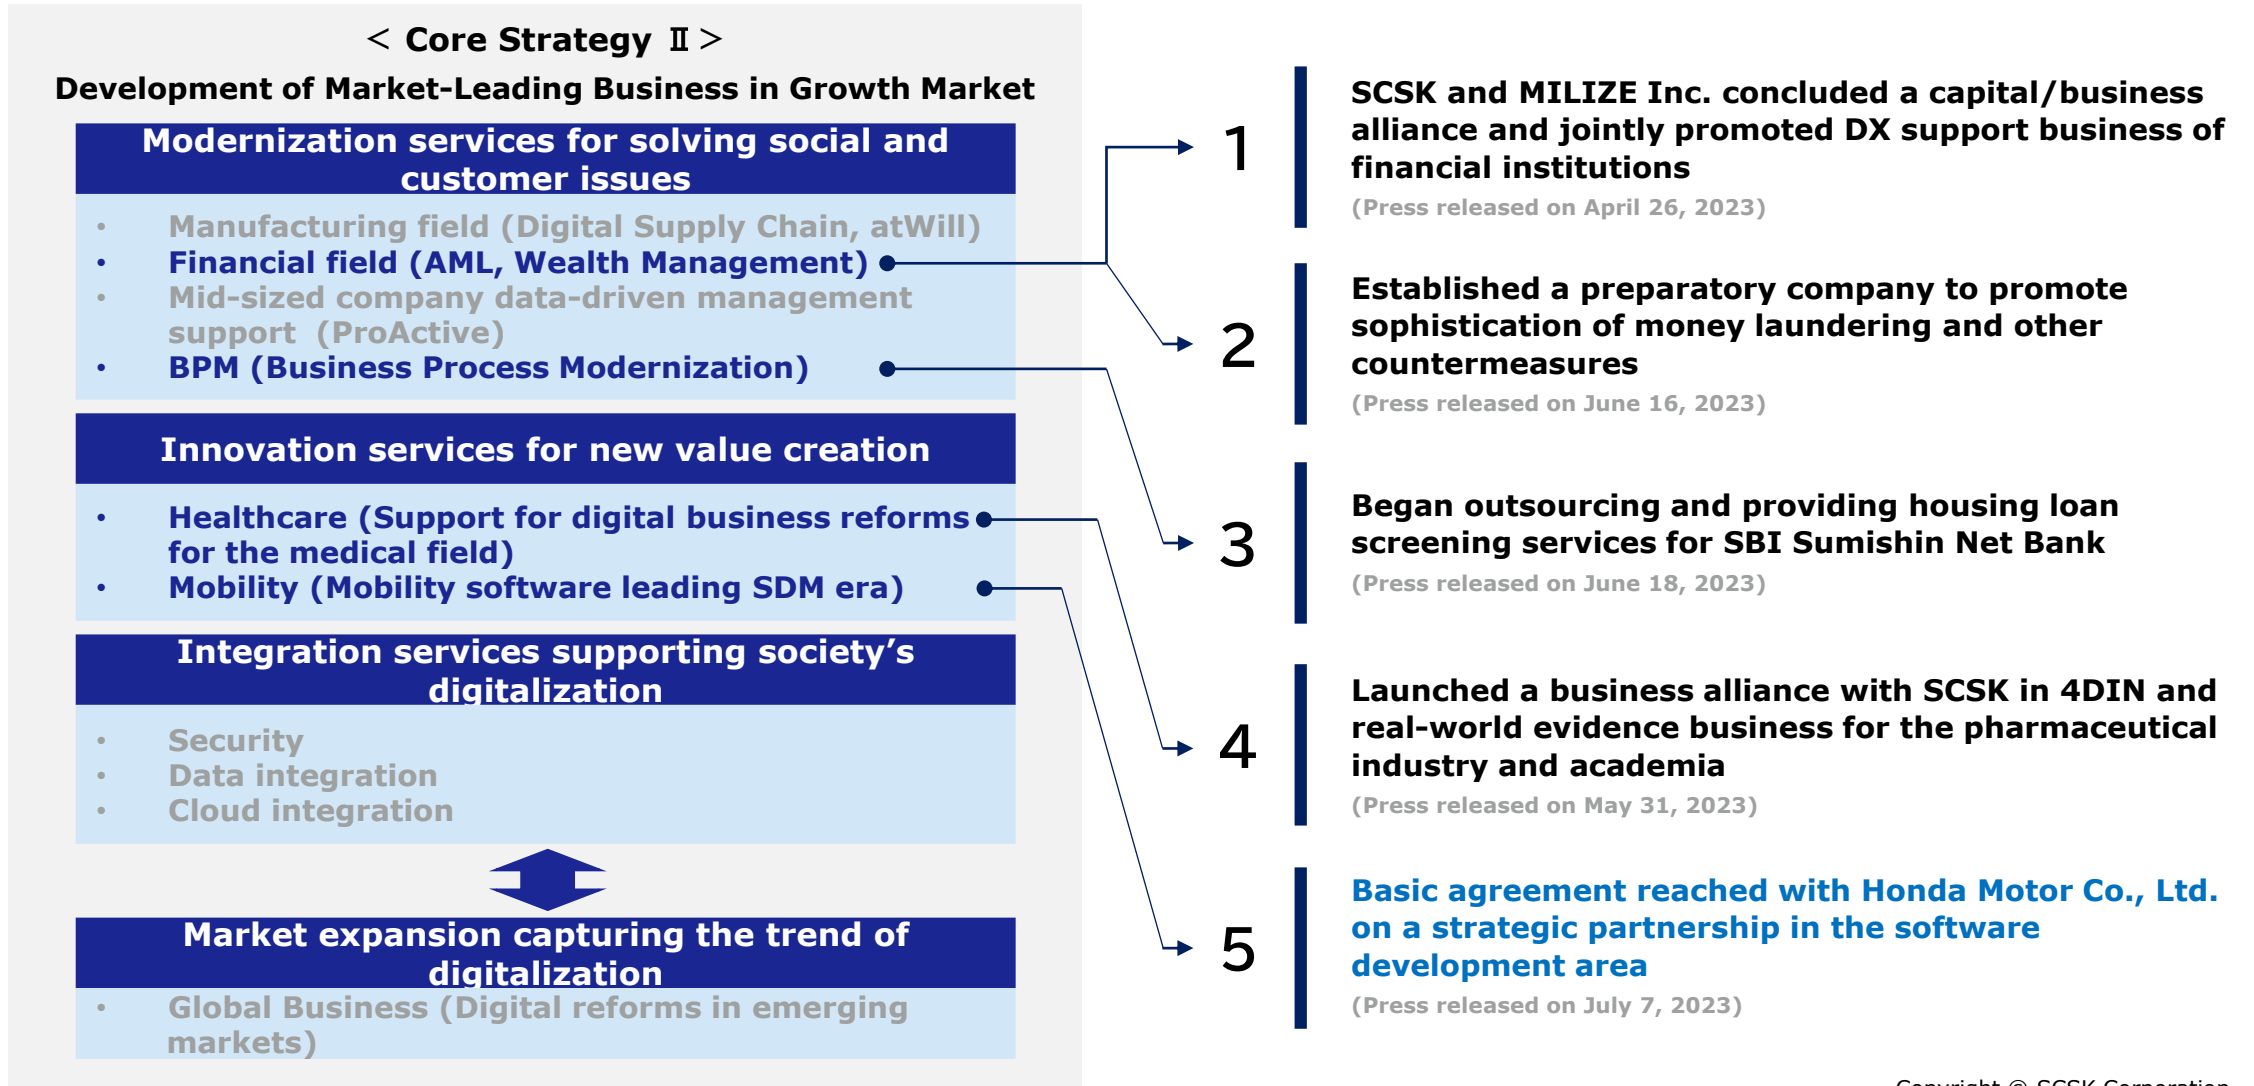 ＜ Core Strategy Ⅱ＞
Development of Market-Leading Business in Growth Market
Modernization services for solving social and
customer issues
• Manufacturing field (Digital Supply Chain, atWill)
• Financial field (AML, Wealth Management)
• Mid-sized company data-driven management
support (ProActive)
• BPM (Business Process Modernization)
Innovation services for new value creation
• Healthcare (Support for digital business reforms
for the medical field)
• Mobility (Mobility software leading SDM era)
Integration services supporting society’s
digitalization
• Security
• Data integration
• Cloud integration
Market expansion capturing the trend of
digitalization
• Global Business (Digital reforms in emerging
markets)
1
SCSK and MILIZE Inc. concluded a capital/business
alliance and jointly promoted DX support business of
financial institutions
(Press released on April 26, 2023)
2
Established a preparatory company to promote
sophistication of money laundering and other
countermeasures
(Press released on June 16, 2023)
3
Began outsourcing and providing housing loan
screening services for SBI Sumishin Net Bank
(Press released on June 18, 2023)
4
Launched a business alliance with SCSK in 4DIN and
real-world evidence business for the pharmaceutical
industry and academia
(Press released on May 31, 2023)
5
Basic agreement reached with Honda Motor Co., Ltd.
on a strategic partnership in the software
development area
(Press released on July 7, 2023)
Copyright © SCSK Corporation